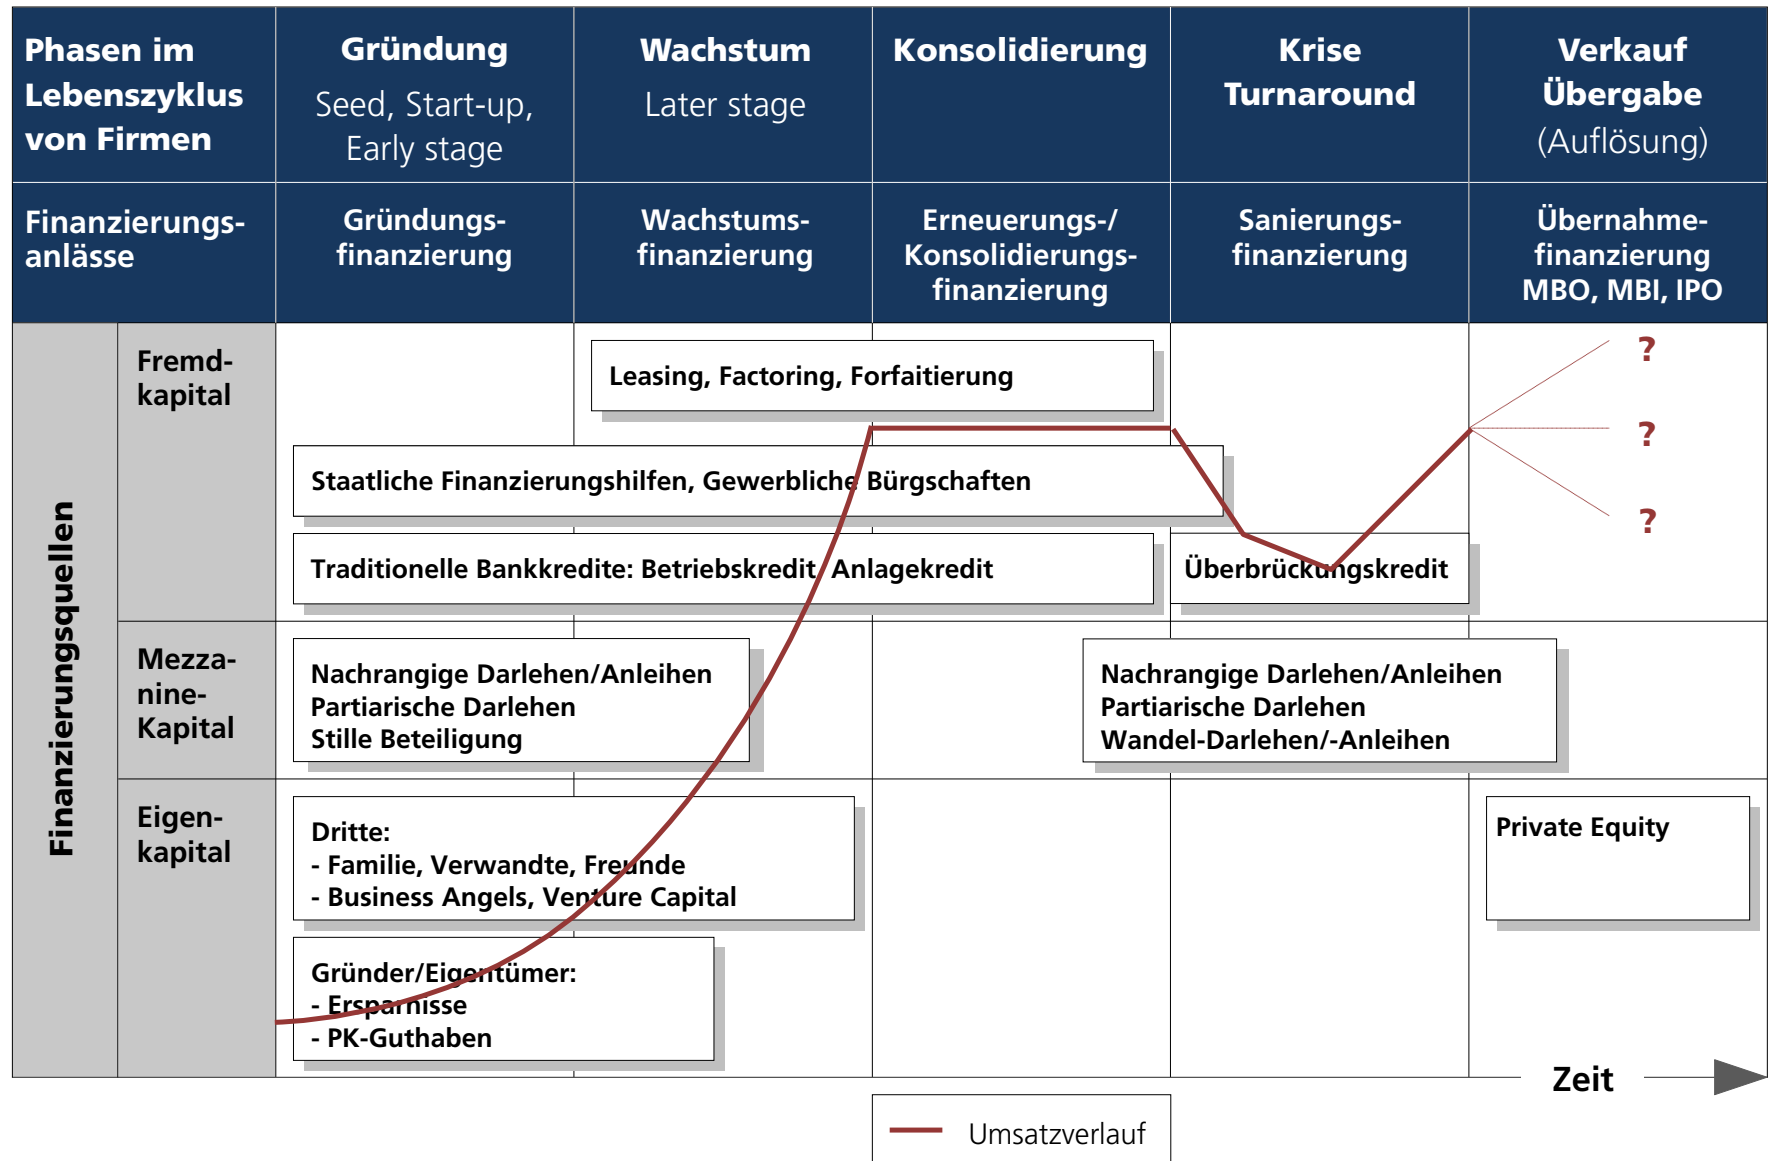 Phasen im
Lebenszyklus
von Firmen
Gründung
Seed, Start-up,
Early stage
Wachstum
Later stage
Konsolidierung
Krise
Turnaround
Verkauf
Übergabe
(Auflösung)
Finanzierungs-
anlässe
Gründungs-
finanzierung
Wachstums-
finanzierung
Erneuerungs-/
Konsolidierungs-
finanzierung
Sanierungs-
finanzierung
Übernahme-
finanzierung
MBO, MBI, IPO
Finanzierungsquellen
Fremd-
kapital
Leasing, Factoring, Forfaitierung
?
?
?
Staatliche Finanzierungshilfen, Gewerbliche Bürgschaften
Traditionelle Bankkredite: Betriebskredit, Anlagekredit
Überbrückungskredit
Mezza-
nine-
Kapital
Nachrangige Darlehen/Anleihen
Partiarische Darlehen
Stille Beteiligung
Nachrangige Darlehen/Anleihen
Partiarische Darlehen
Wandel-Darlehen/-Anleihen
Eigen-
kapital
Dritte:
- Familie, Verwandte, Freunde
- Business Angels, Venture Capital
Private Equity
Gründer/Eigentümer:
- Ersparnisse
- PK-Guthaben
Zeit
Umsatzverlauf